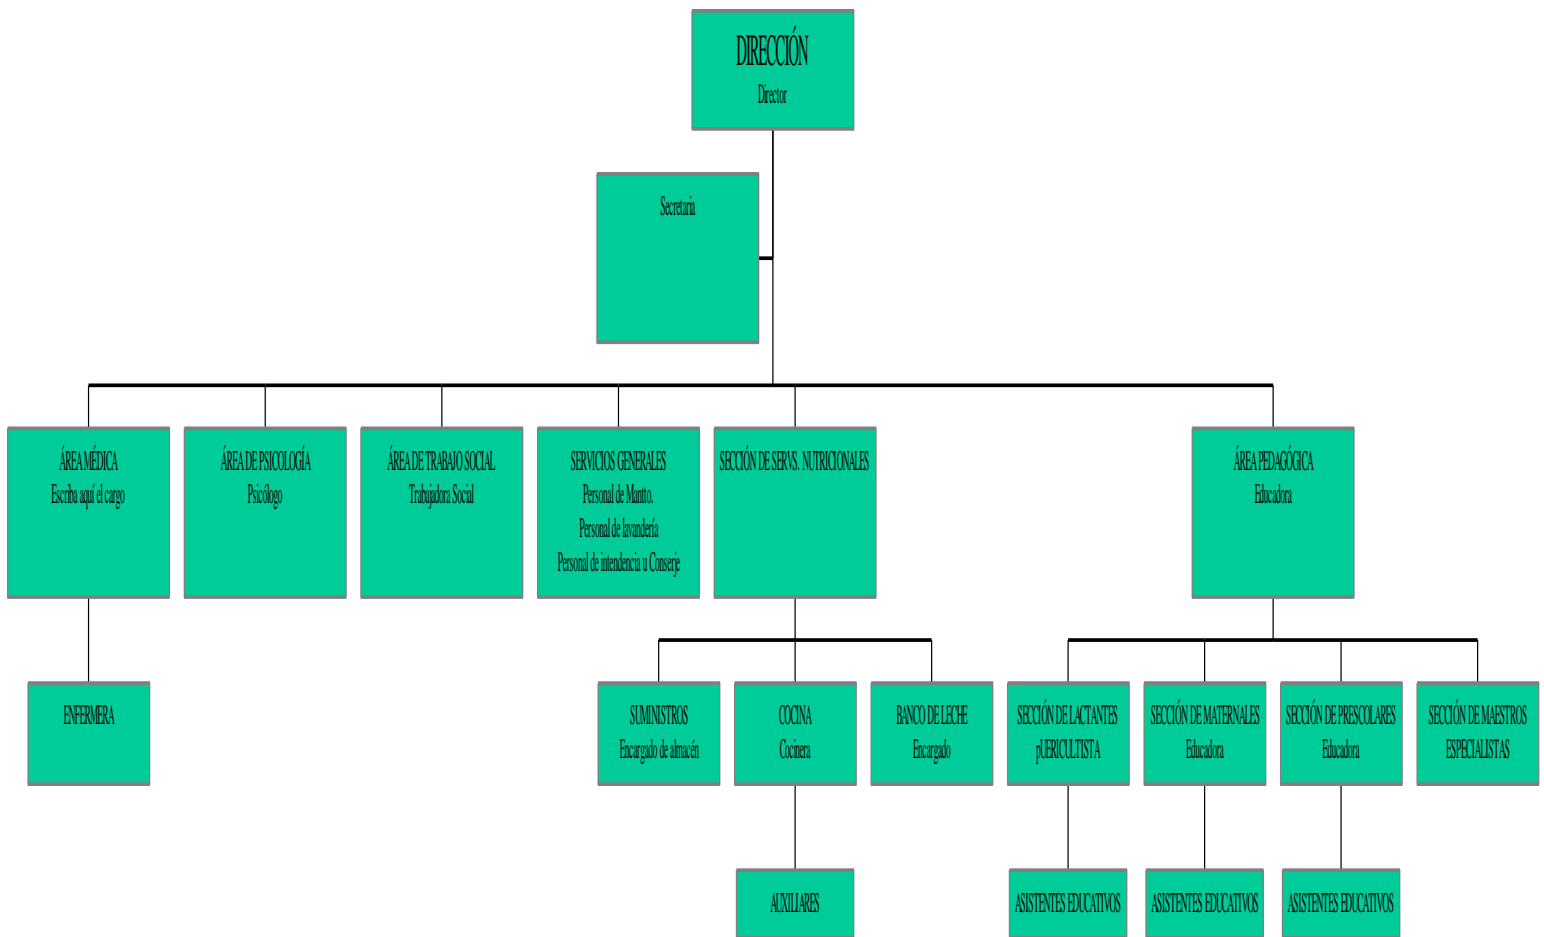 DIRECCIÓN
Director
Secretaria
ÁREA MÉDICA
Escriba aquí el cargo
ÁREA DE PSICOLOGÍA
Psicólogo
ÁREA DE TRABAJO SOCIAL
Trabajadora Social
SERVICIOS GENERALES
Personal de Mantto.
Personal de lavandería
Personal de intendencia u Conserje
SECCIÓN DE SERVS. NUTRICIONALES
ÁREA PEDAGÓGICA
Educadora
ENFERMERA
SUMINISTROS
Encargado de almacén
COCINA
Cocinera
BANCO DE LECHE
Encargado
SECCIÓN DE LACTANTES
pUERICULTISTA
SECCIÓN DE MATERNALES
Educadora
SECCIÓN DE PRESCOLARES
Educadora
SECCIÓN DE MAESTROS
ESPECIALISTAS
AUXILIARES
ASISTENTES EDUCATIVOS
ASISTENTES EDUCATIVOS
ASISTENTES EDUCATIVOS